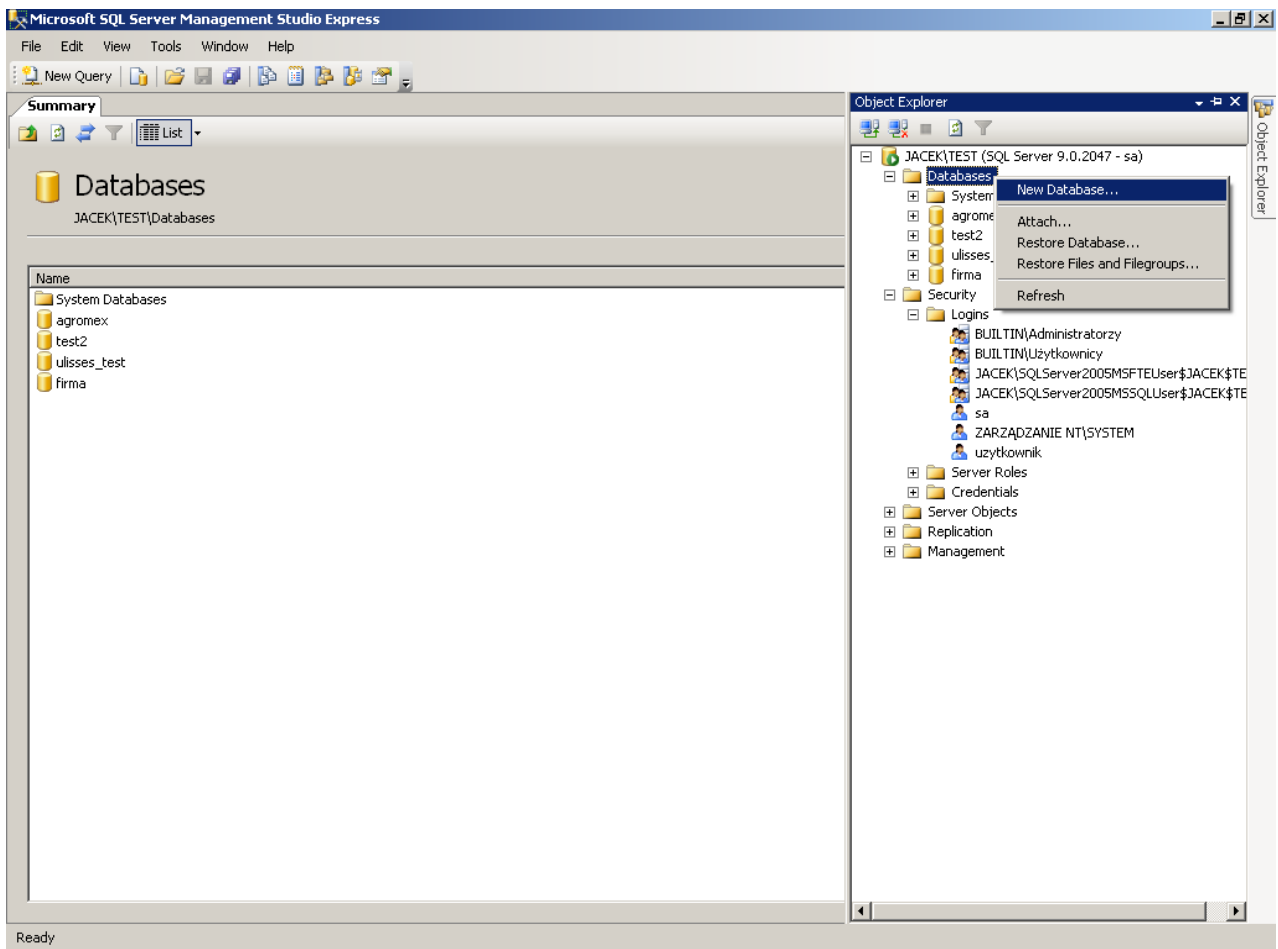 Microsoft SQL Server Management Studio Express
File Edit View Tools Window Help
New Query
Summary
List
Databases
JACEK\TEST\Databases
Name
System Databases
agromex
test2
ulisses_test
firma
Object Explorer
JACEK\TEST (SQL Server 9.0.2047 - sa)
Databases
System
agrome
test2
ulisses_
firma
Security
Logins
BUILTIN\Administratorzy
BUILTIN\Użytkownicy
JACEK\SQLServer2005MSFTEUser$JACEK$TE
JACEK\SQLServer2005MSSQLUser$JACEK$TE
sa
ZARZĄDZANIE NT\SYSTEM
uzytkownik
Server Roles
Credentials
Server Objects
Replication
Management
New Database...
Attach...
Restore Database...
Restore Files and Filegroups...
Refresh
Object Explorer
Ready